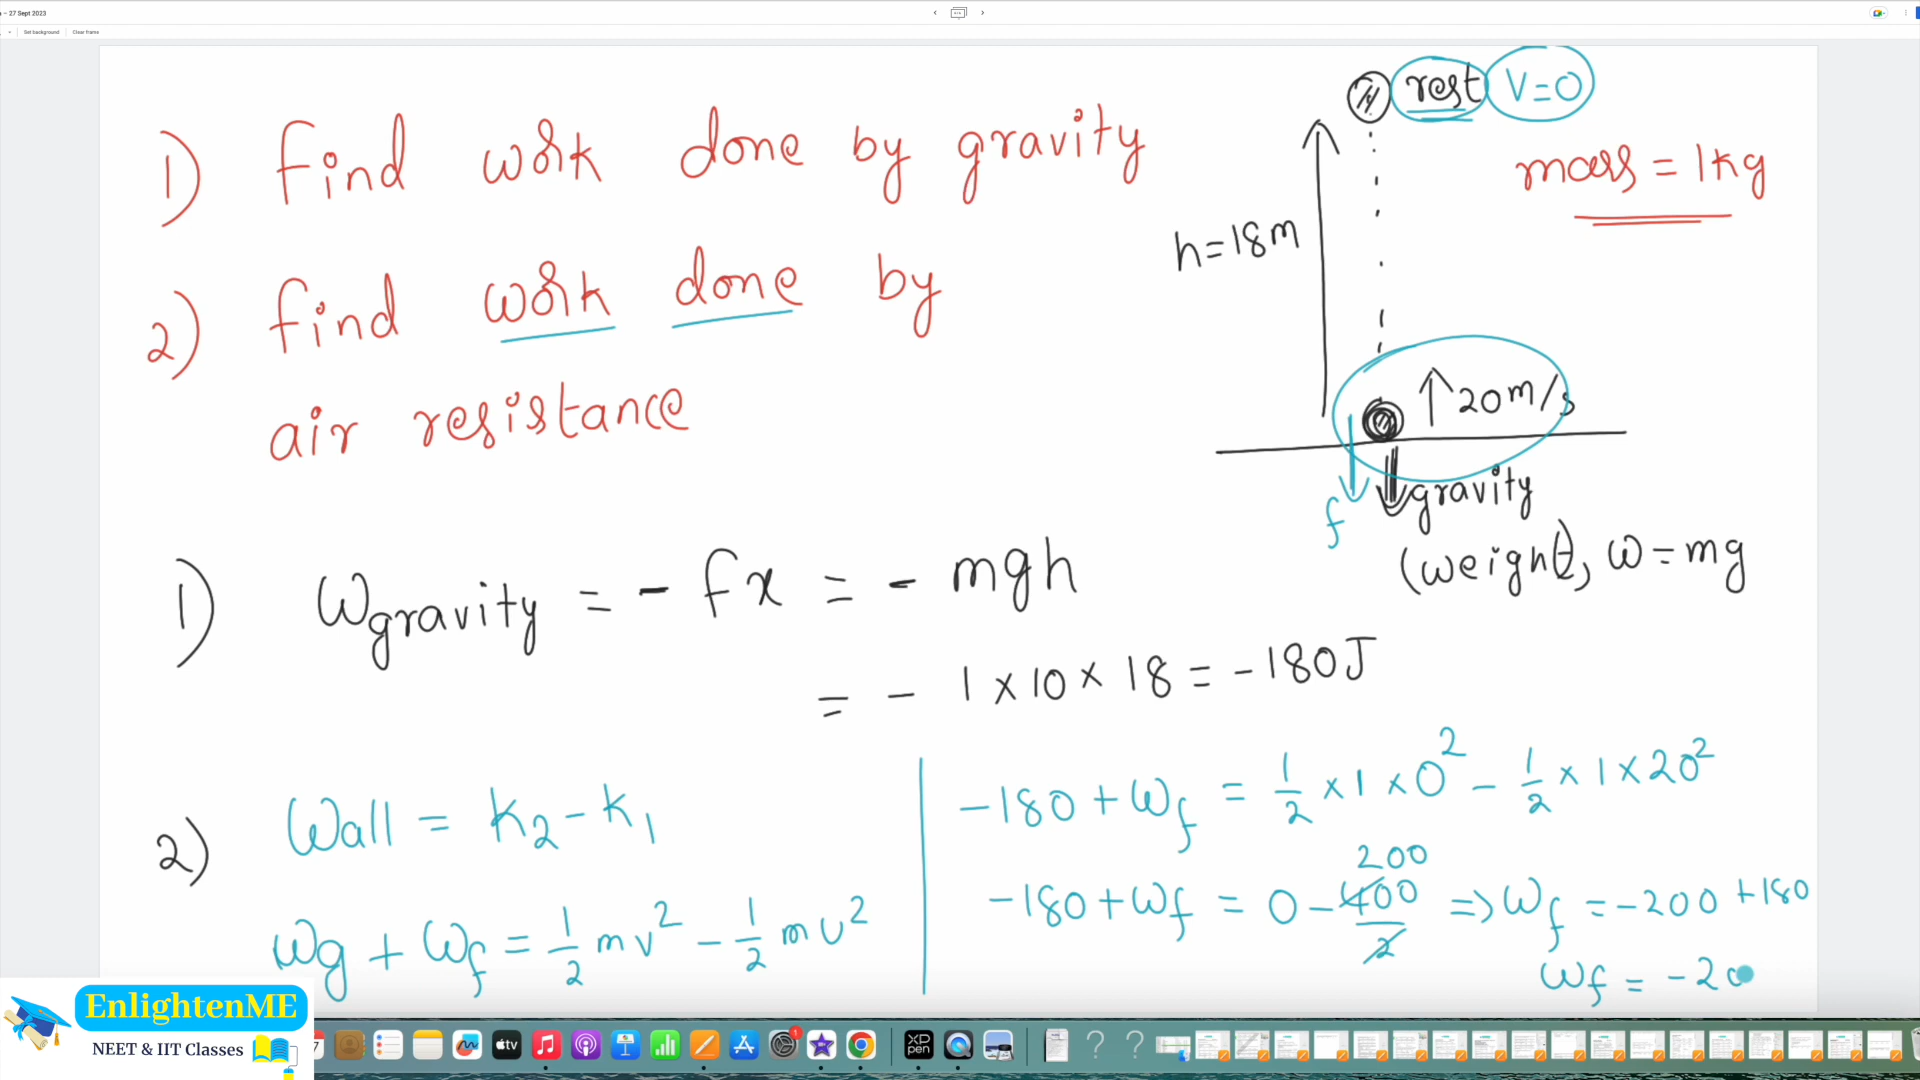 – 27 Sept 2023
Set background Clear frame
1) Find work done by gravity
2) Find work done by
air resistance
rest V=0
mass = 1kg
h=18m
20m/s
f
gravity
(weight), w=mg
1) Wgravity = - Fx = - mgh
= - 1 × 10 × 18 = -180J
2) Wall = K₂ - K₁
Wg + Wf = 1/2 mv² - 1/2 mu²
-180 + Wf = 1/2 × 1 × 0² - 1/2 × 1 × 20²
200
-180 + Wf = 0 - 400/2 => Wf = -200 + 180
Wf = -20
EnlightenME
NEET & IIT Classes
tv
XP
pen